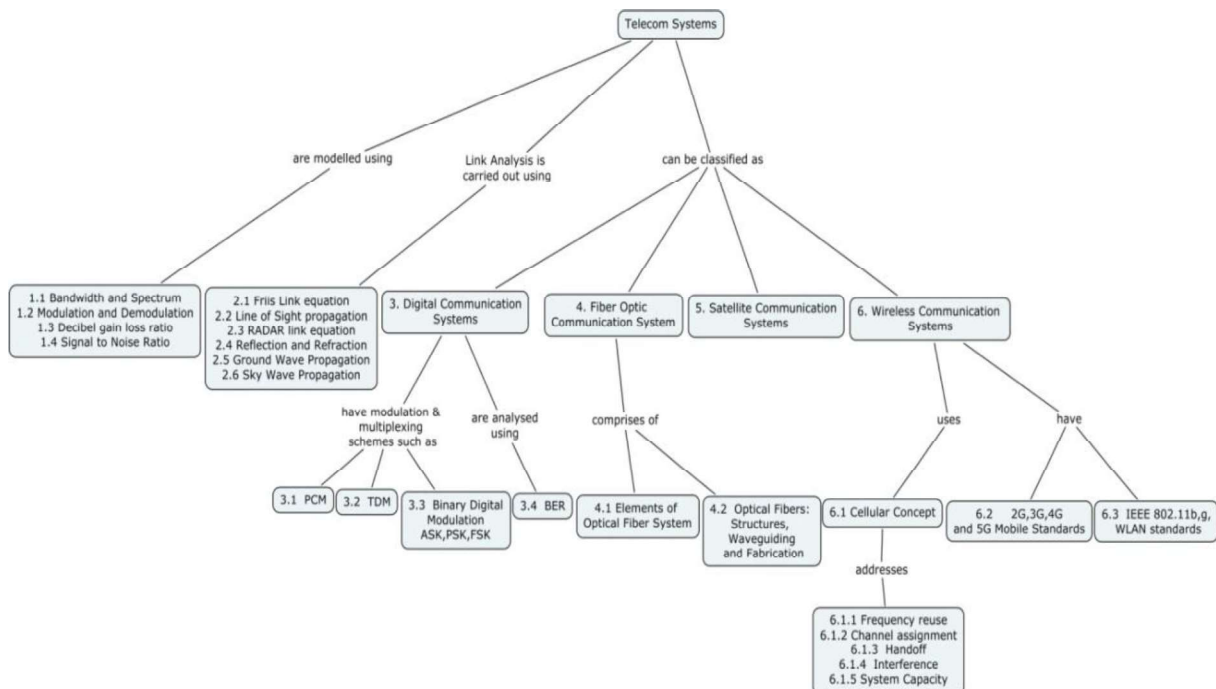 Telecom Systems
are modelled using
Link Analysis is
carried out using
can be classified as
1.1 Bandwidth and Spectrum
1.2 Modulation and Demodulation
1.3 Decibel gain loss ratio
1.4 Signal to Noise Ratio
2.1 Friis Link equation
2.2 Line of Sight propagation
2.3 RADAR link equation
2.4 Reflection and Refraction
2.5 Ground Wave Propagation
2.6 Sky Wave Propagation
3. Digital Communication
Systems
4. Fiber Optic
Communication System
5. Satellite Communication
Systems
6. Wireless Communication
Systems
have modulation &
multiplexing
schemes such as
are analysed
using
comprises of
uses
have
3.1 PCM
3.2 TDM
3.3 Binary Digital
Modulation
ASK,PSK,FSK
3.4 BER
4.1 Elements of
Optical Fiber System
4.2 Optical Fibers:
Structures,
Waveguiding
and Fabrication
6.1 Cellular Concept
6.2 2G,3G,4G
and 5G Mobile Standards
6.3 IEEE 802.11b,g,
WLAN standards
addresses
6.1.1 Frequency reuse
6.1.2 Channel assignment
6.1.3 Handoff
6.1.4 Interference
6.1.5 System Capacity